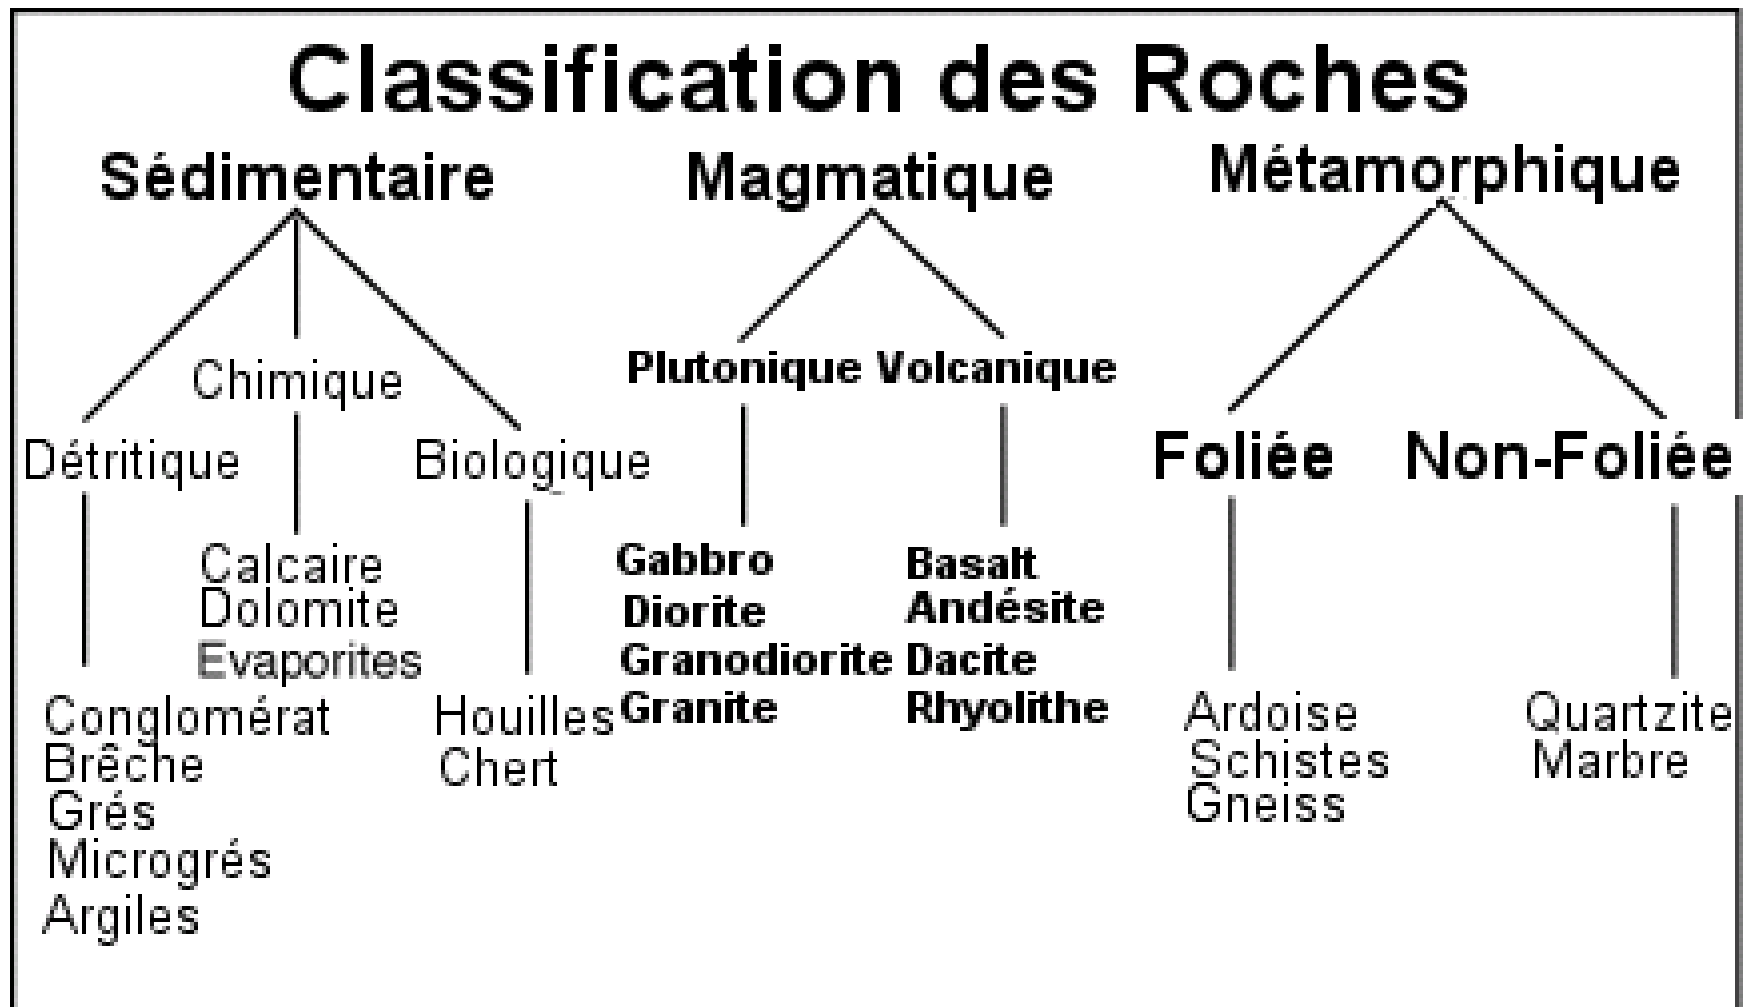 Classification des Roches
Sédimentaire
Magmatique
Métamorphique
Chimique
Détritique
Biologique
Calcaire
Dolomite
Evaporites
Conglomérat
Brêche
Grés
Microgrés
Argiles
Houilles
Chert
Plutonique
Volcanique
Gabbro
Diorite
Granodiorite
Granite
Basalt
Andésite
Dacite
Rhyolithe
Foliée
Non-Foliée
Ardoise
Schistes
Gneiss
Quartzite
Marbre